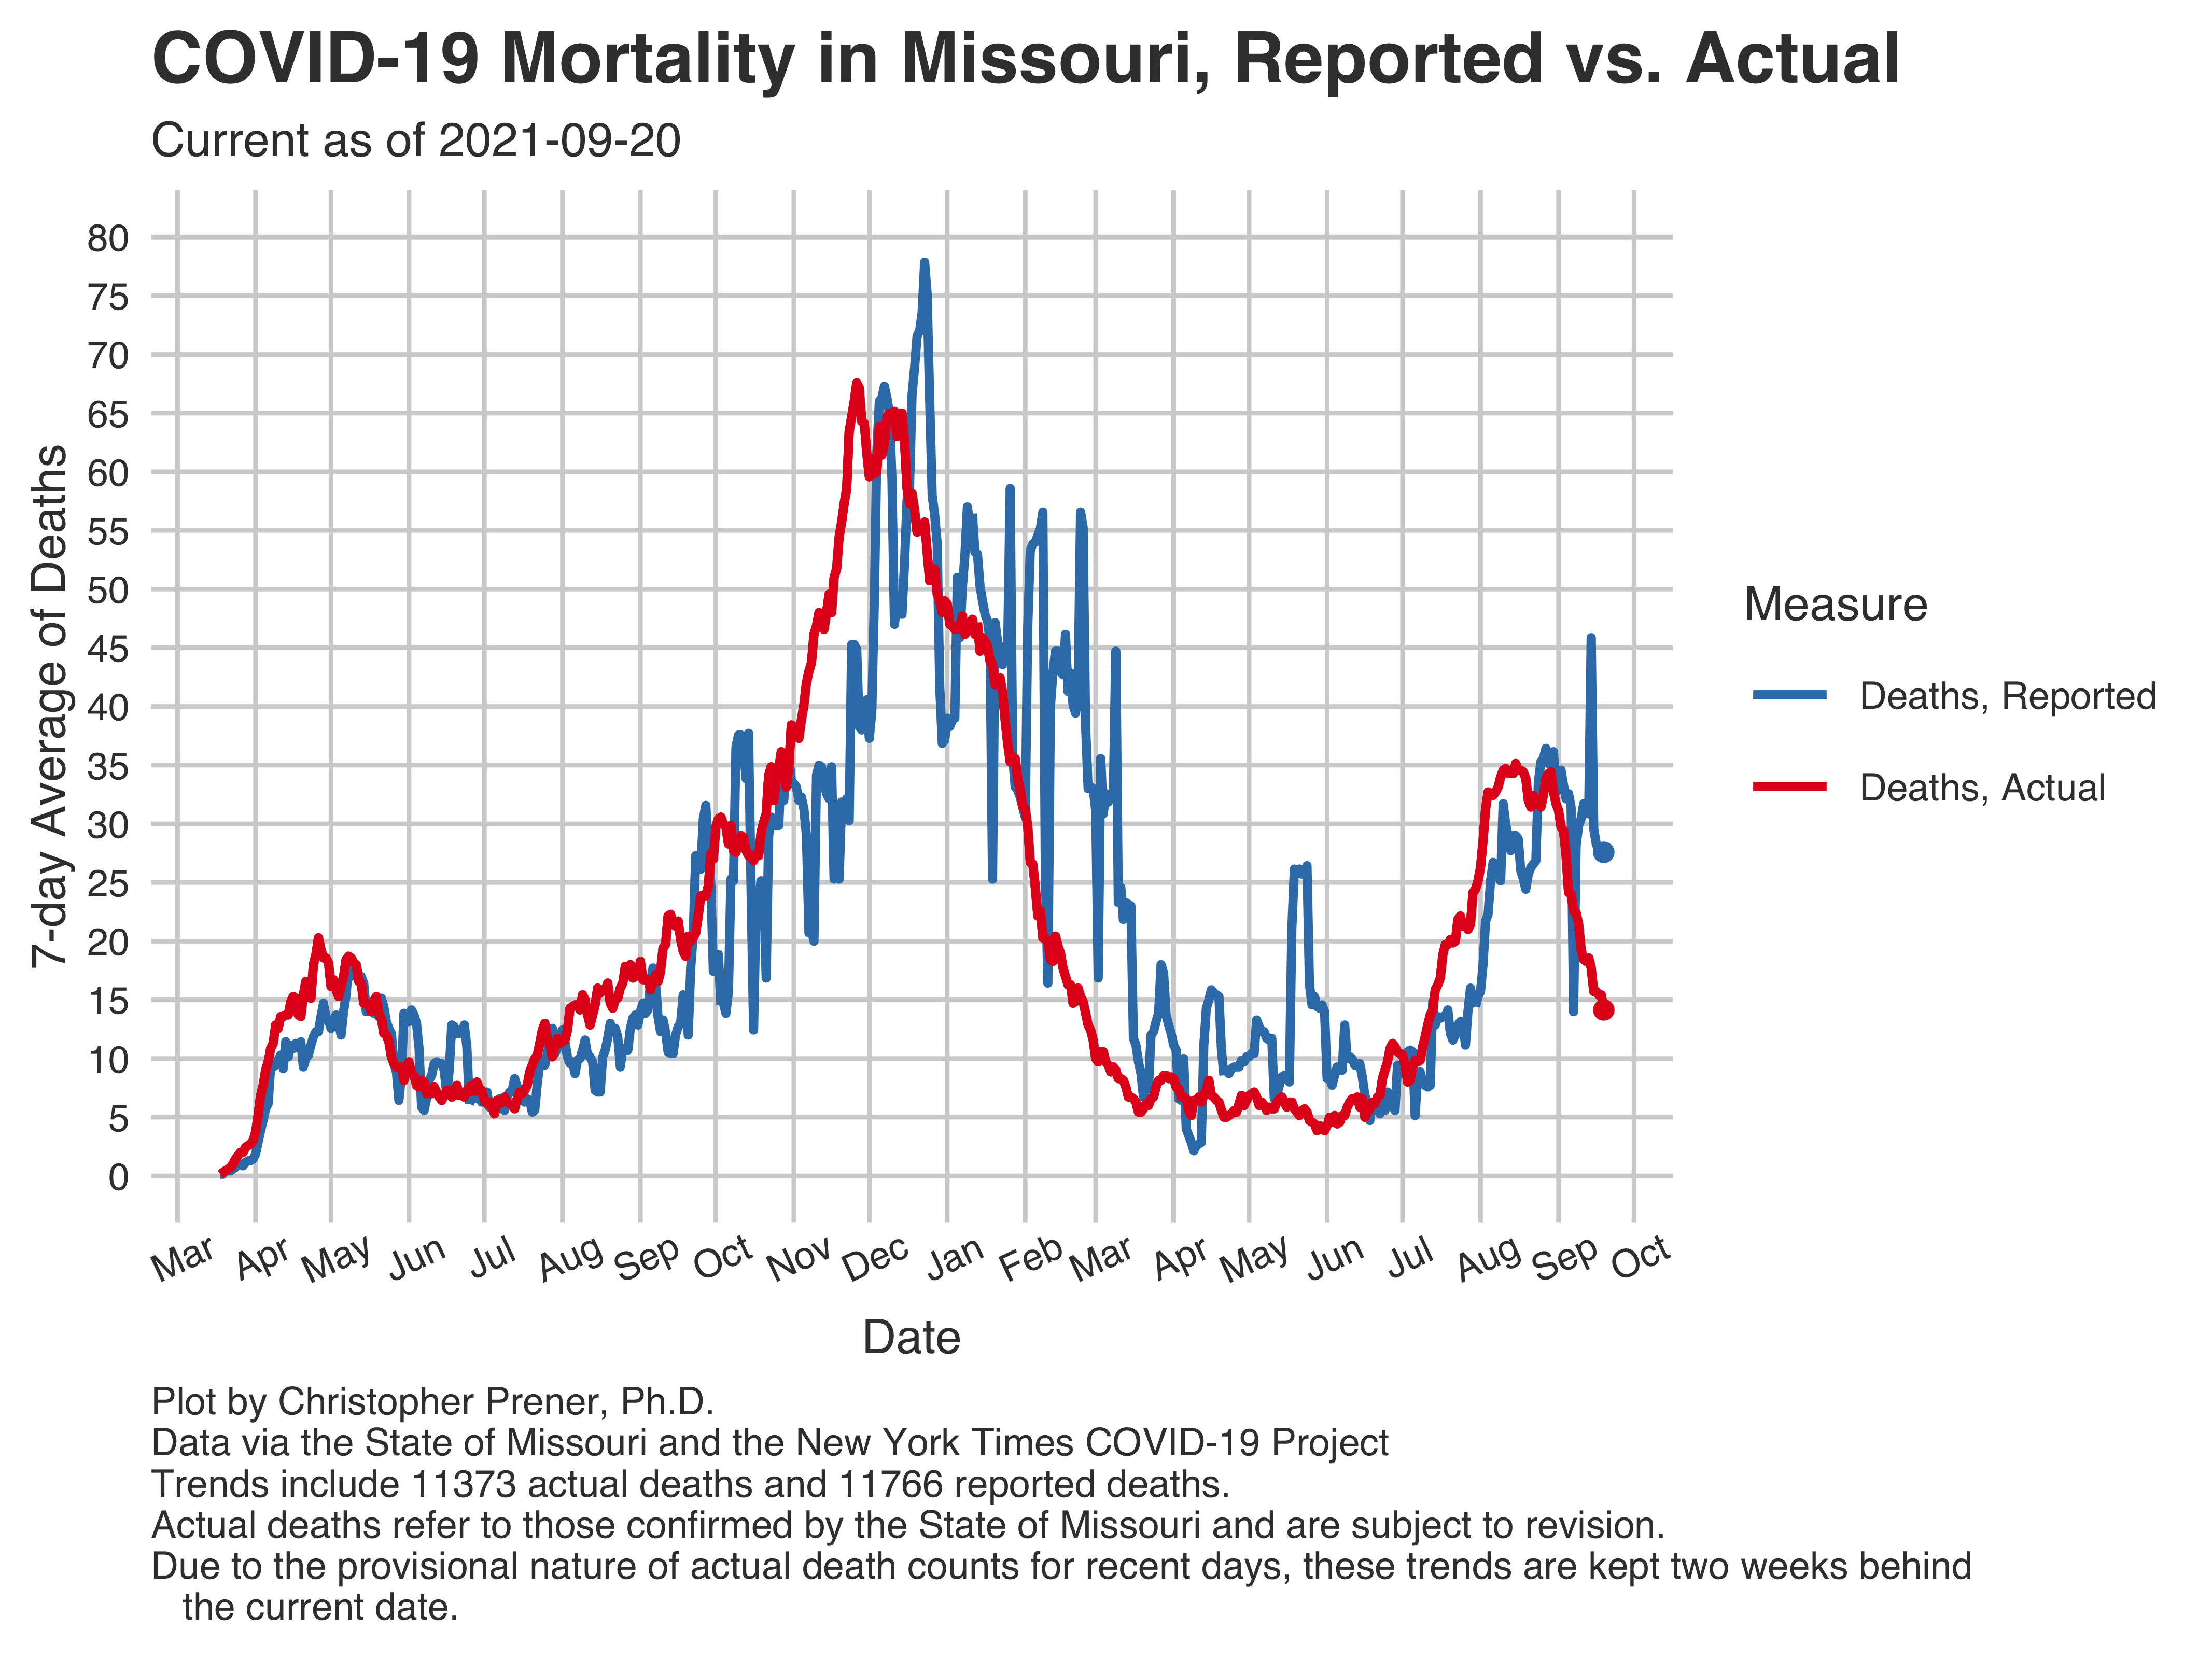 COVID-19 Mortality in Missouri, Reported vs. Actual
Current as of 2021-09-20
80
75
70
65
60
55
50
45
40
35
30
25
20
15
10
5
0
7-day Average of Deaths
Mar Apr May Jun Jul Aug Sep Oct Nov Dec Jan Feb Mar Apr May Jun Jul Aug Sep Oct
Date
Measure
Deaths, Reported
Deaths, Actual
Plot by Christopher Prener, Ph.D.
Data via the State of Missouri and the New York Times COVID-19 Project
Trends include 11373 actual deaths and 11766 reported deaths.
Actual deaths refer to those confirmed by the State of Missouri and are subject to revision.
Due to the provisional nature of actual death counts for recent days, these trends are kept two weeks behind
the current date.